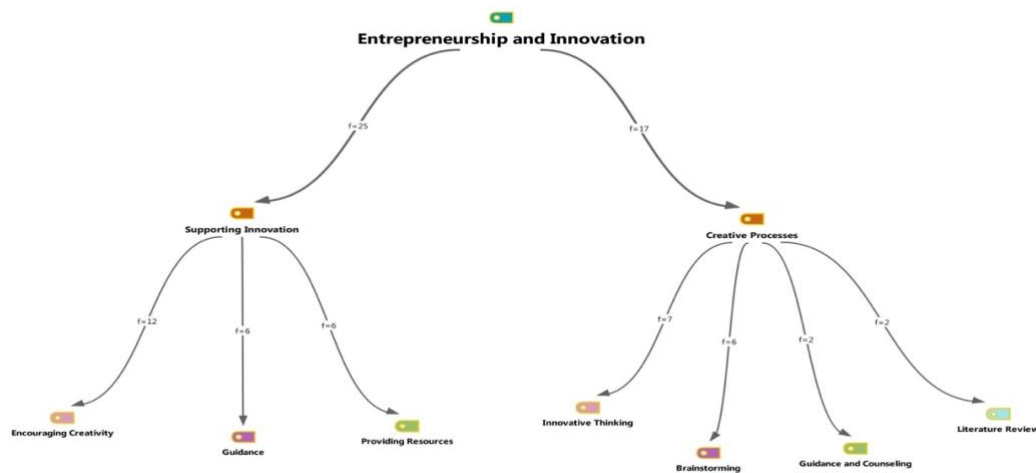 Entrepreneurship and Innovation
f=25
f=17
Supporting Innovation
Creative Processes
f=12
f=6
f=6
f=7
f=6
f=2
f=2
Encouraging Creativity
Guidance
Providing Resources
Innovative Thinking
Brainstorming
Guidance and Counseling
Literature Review